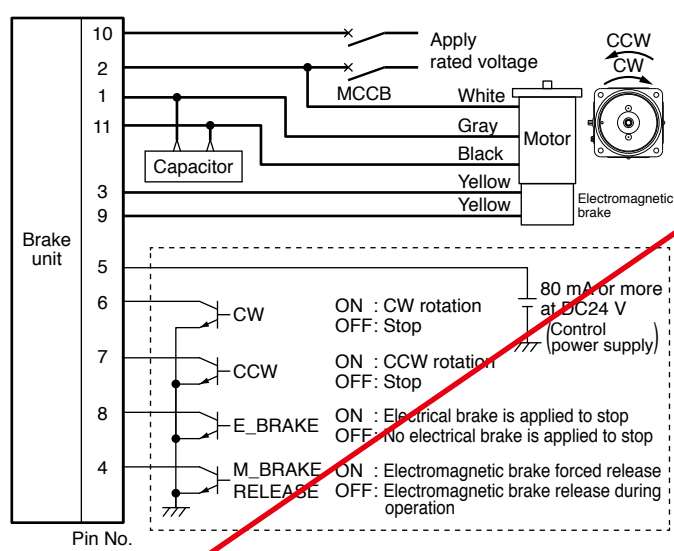 10
Apply
rated voltage
CCW
CW
2
MCCB
1
White
11
Gray
Black
Motor
Capacitor
3
Yellow
9
Yellow
Electromagnetic
brake
Brake
unit
5
80 mA or more
at DC24 V
(Control
power supply)
6
CW
ON : CW rotation
OFF: Stop
7
CCW
ON : CCW rotation
OFF: Stop
8
E_BRAKE
ON : Electrical brake is applied to stop
OFF: No electrical brake is applied to stop
4
M_BRAKE
RELEASE
ON : Electromagnetic brake forced release
OFF: Electromagnetic brake release during
operation
Pin No.